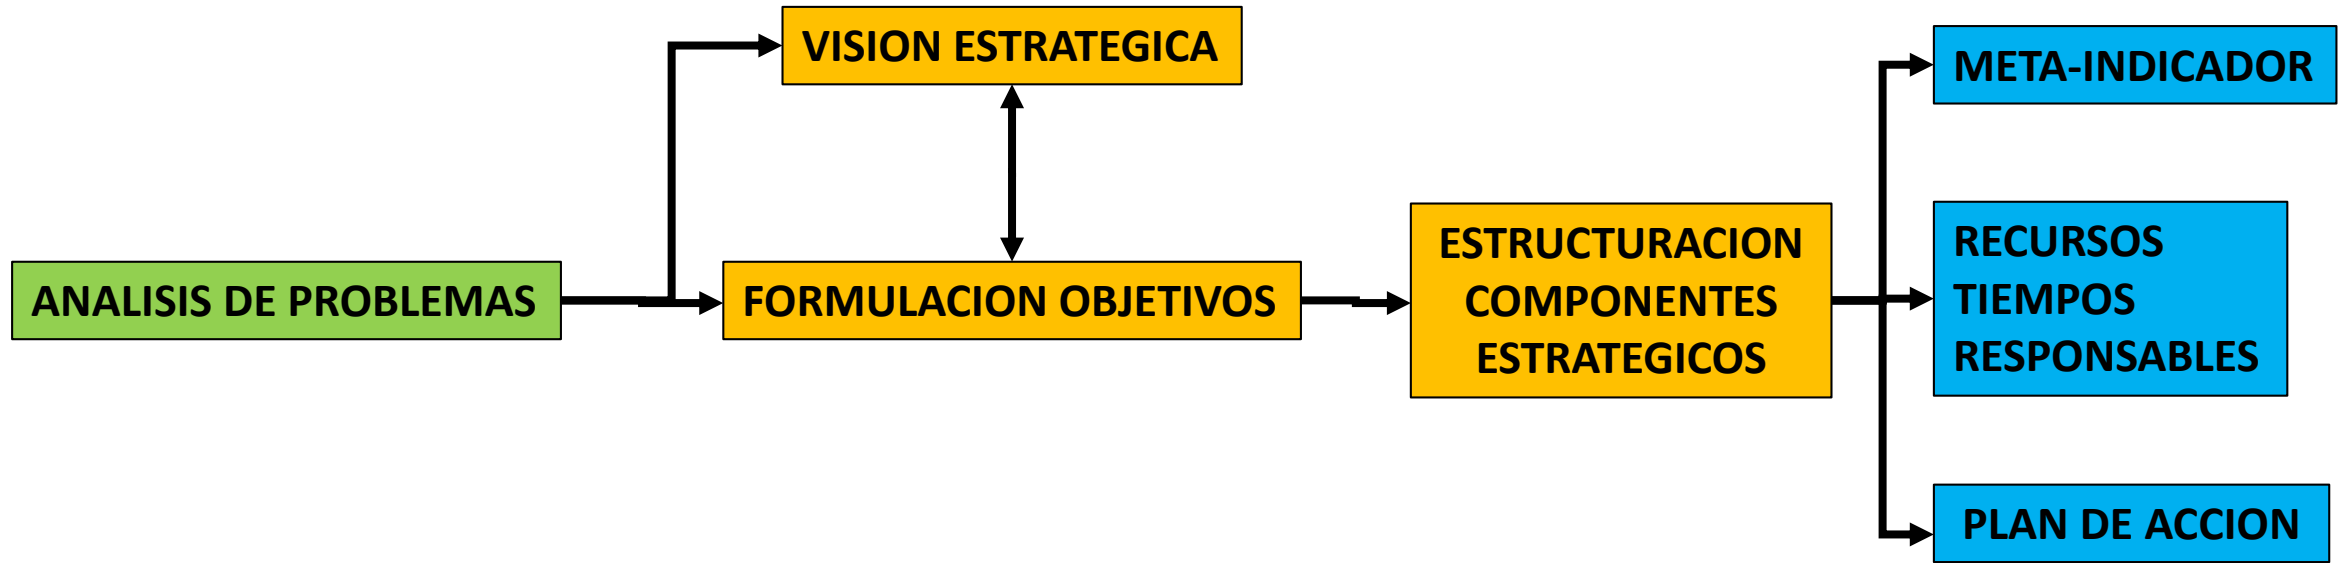 VISION ESTRATEGICA
META-INDICADOR
ANALISIS DE PROBLEMAS
FORMULACION OBJETIVOS
ESTRUCTURACION
COMPONENTES
ESTRATEGICOS
RECURSOS
TIEMPOS
RESPONSABLES
PLAN DE ACCION